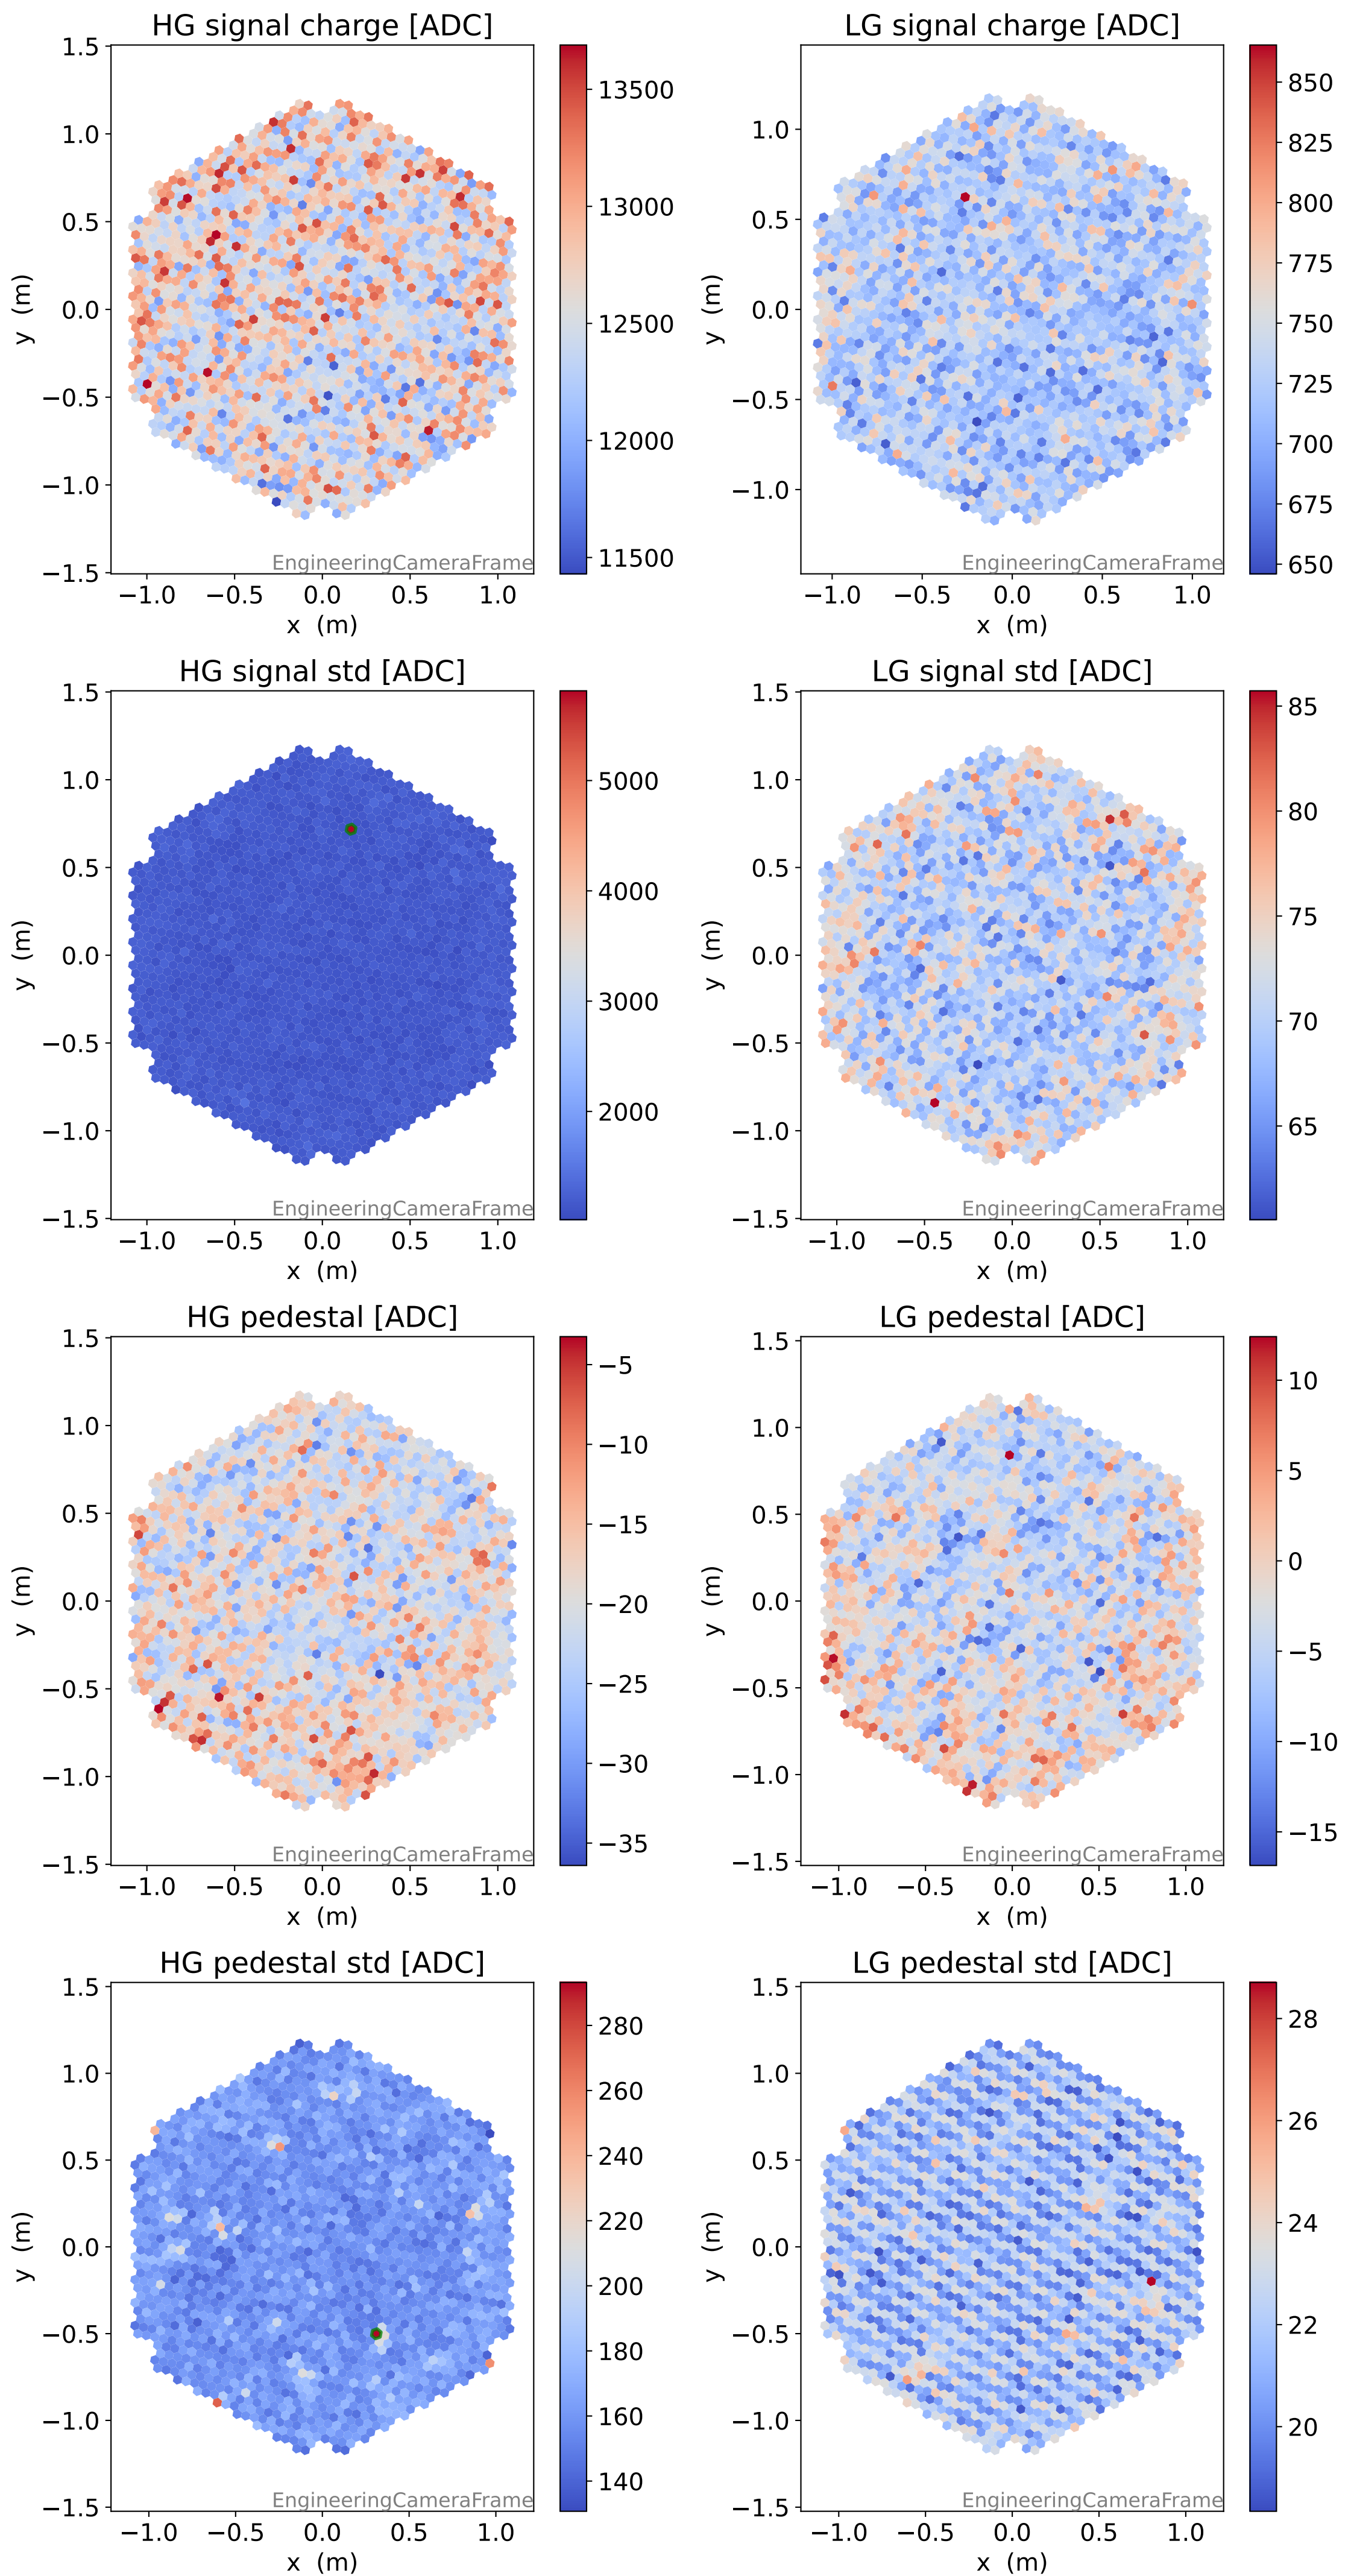 HG signal charge [ADC]
1.5
1.0
0.5
0.0
−0.5
−1.0
−1.5
y (m)
EngineeringCameraFrame
−1.0 −0.5 0.0 0.5 1.0
x (m)
13500
13000
12500
12000
11500
LG signal charge [ADC]
1.0
0.5
0.0
−0.5
−1.0
y (m)
EngineeringCameraFrame
−1.0 −0.5 0.0 0.5 1.0
x (m)
850
825
800
775
750
725
700
675
650
HG signal std [ADC]
1.5
1.0
0.5
0.0
−0.5
−1.0
−1.5
y (m)
EngineeringCameraFrame
−1.0 −0.5 0.0 0.5 1.0
x (m)
5000
4000
3000
2000
LG signal std [ADC]
1.5
1.0
0.5
0.0
−0.5
−1.0
−1.5
y (m)
EngineeringCameraFrame
−1.0 −0.5 0.0 0.5 1.0
x (m)
85
80
75
70
65
HG pedestal [ADC]
1.5
1.0
0.5
0.0
−0.5
−1.0
−1.5
y (m)
EngineeringCameraFrame
−1.0 −0.5 0.0 0.5 1.0
x (m)
−5
−10
−15
−20
−25
−30
−35
LG pedestal [ADC]
1.5
1.0
0.5
0.0
−0.5
−1.0
−1.5
y (m)
EngineeringCameraFrame
−1.0 −0.5 0.0 0.5 1.0
x (m)
10
5
0
−5
−10
−15
HG pedestal std [ADC]
1.5
1.0
0.5
0.0
−0.5
−1.0
−1.5
y (m)
EngineeringCameraFrame
−1.0 −0.5 0.0 0.5 1.0
x (m)
280
260
240
220
200
180
160
140
LG pedestal std [ADC]
1.5
1.0
0.5
0.0
−0.5
−1.0
−1.5
y (m)
EngineeringCameraFrame
−1.0 −0.5 0.0 0.5 1.0
x (m)
28
26
24
22
20